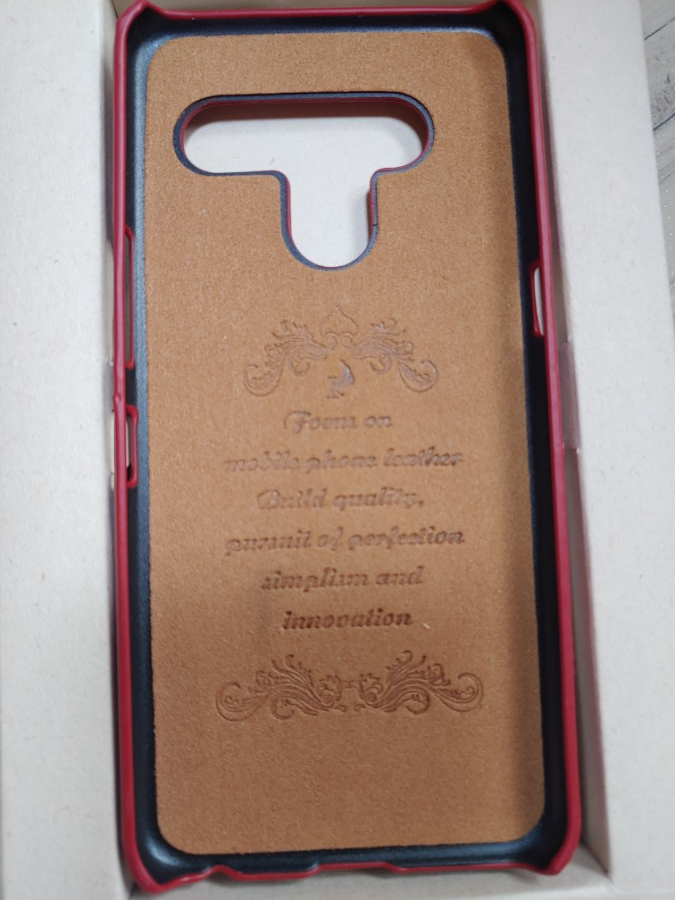 Focus on
mobile phone leather
Build quality,
pursuit of perfection
simplism and
innovation